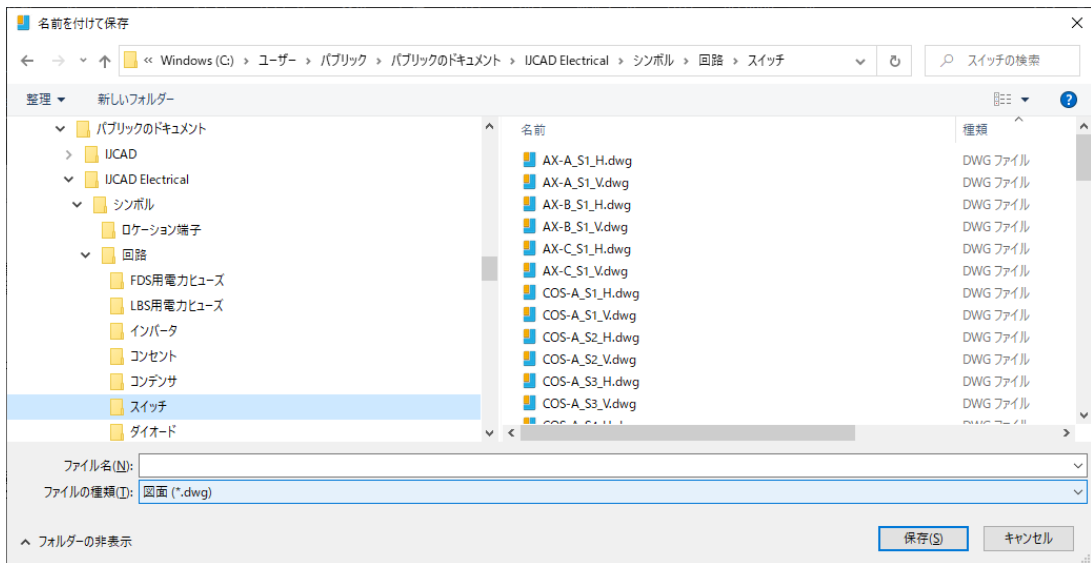 名前を付けて保存
« Windows (C:) › ユーザー › パブリック › パブリックのドキュメント › IJCAD Electrical › シンボル › 回路 › スイッチ
スイッチの検索
整理
新しいフォルダー
パブリックのドキュメント
IJCAD
IJCAD Electrical
シンボル
ロケーション端子
回路
FDS用電力ヒューズ
LBS用電力ヒューズ
インバータ
コンセント
コンデンサ
スイッチ
ダイオード
名前 種類
AX-A_S1_H.dwg DWG ファイル
AX-A_S1_V.dwg DWG ファイル
AX-B_S1_H.dwg DWG ファイル
AX-B_S1_V.dwg DWG ファイル
AX-C_S1_H.dwg DWG ファイル
AX-C_S1_V.dwg DWG ファイル
COS-A_S1_H.dwg DWG ファイル
COS-A_S1_V.dwg DWG ファイル
COS-A_S2_H.dwg DWG ファイル
COS-A_S2_V.dwg DWG ファイル
COS-A_S3_H.dwg DWG ファイル
COS-A_S3_V.dwg DWG ファイル
ファイル名(N):
ファイルの種類(T): 図面 (*.dwg)
フォルダーの非表示
保存(S)
キャンセル